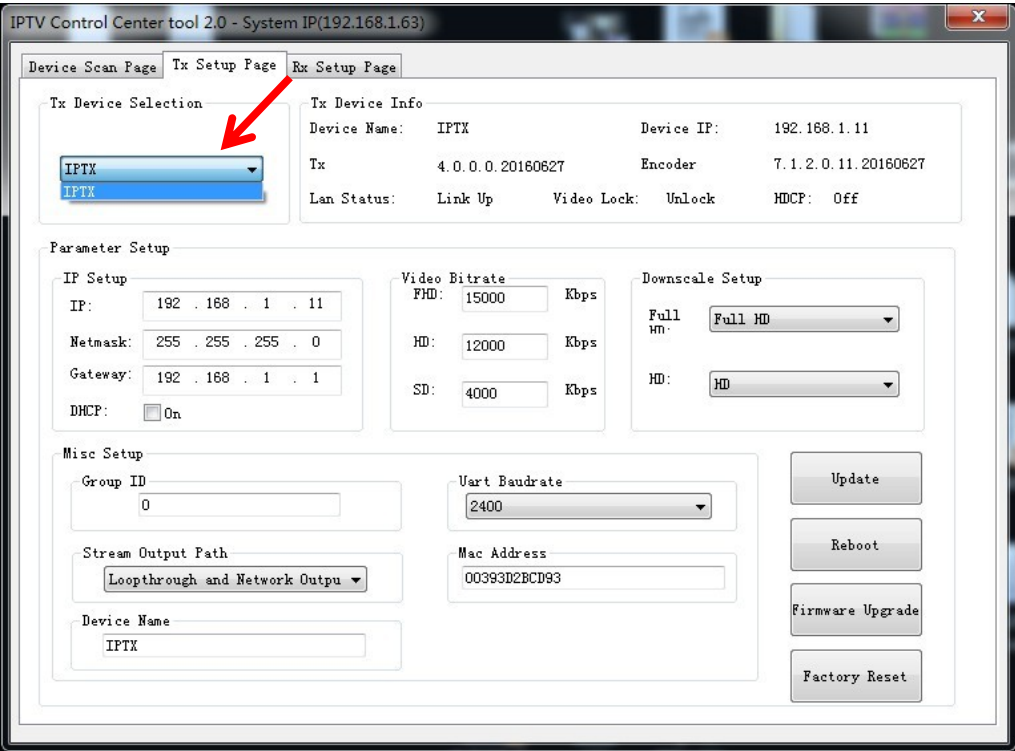 IPTV Control Center tool 2.0 - System IP(192.168.1.63)
Device Scan Page Tx Setup Page Rx Setup Page
Tx Device Selection
IPTX
IPTX
Tx Device Info
Device Name: IPTX Device IP: 192.168.1.11
Tx 4.0.0.0.20160627 Encoder 7.1.2.0.11.20160627
Lan Status: Link Up Video Lock: Unlock HDCP: Off
Parameter Setup
IP Setup
IP: 192 . 168 . 1 . 11
Netmask: 255 . 255 . 255 . 0
Gateway: 192 . 168 . 1 . 1
DHCP: On
Video Bitrate
FHD: 15000 Kbps
HD: 12000 Kbps
SD: 4000 Kbps
Downscale Setup
Full
HD: Full HD
HD: HD
Misc Setup
Group ID
0
Uart Baudrate
2400
Stream Output Path
Loopthrough and Network Outpu
Mac Address
00393D2BCD93
Device Name
IPTX
Update
Reboot
Firmware Upgrade
Factory Reset